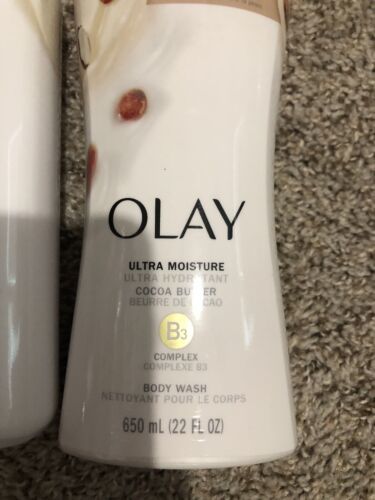 OLAY
ULTRA MOISTURE
ULTRA HYDRATANT
COCOA BUTTER
BEURRE DE CACAO
B3
COMPLEX
COMPLEXE B3
BODY WASH
NETTOYANT POUR LE CORPS
650 mL (22 FL OZ)